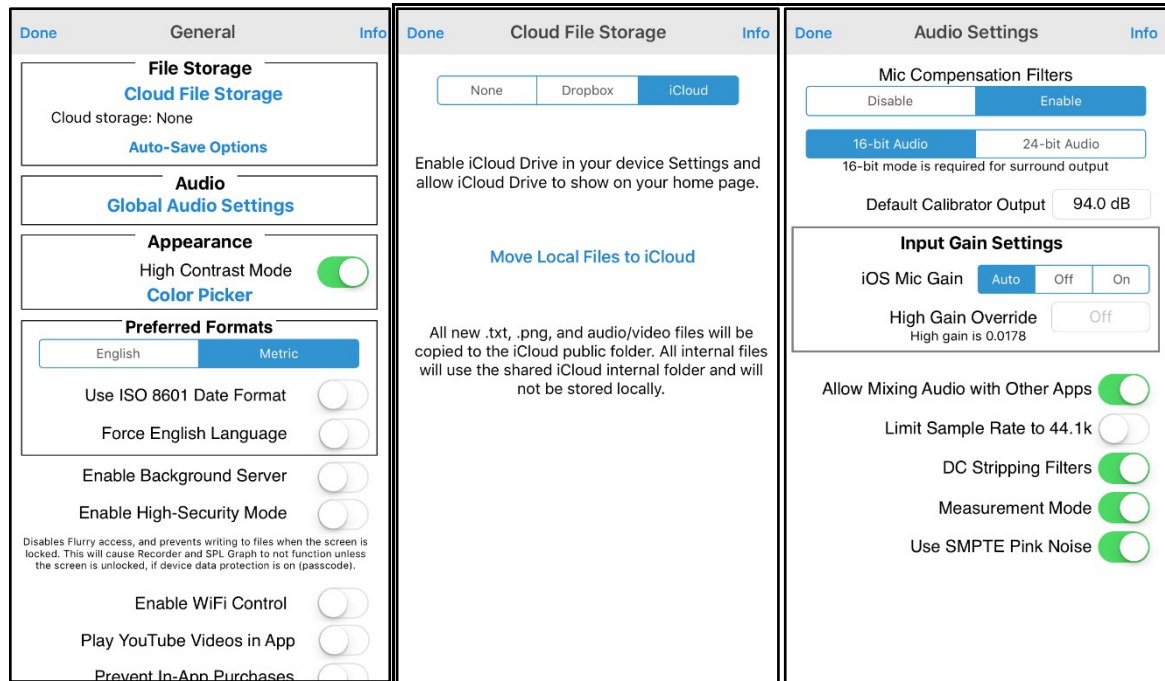 Done General Info
File Storage
Cloud File Storage
Cloud storage: None
Auto-Save Options
Audio
Global Audio Settings
Appearance
High Contrast Mode
Color Picker
Preferred Formats
English Metric
Use ISO 8601 Date Format
Force English Language
Enable Background Server
Enable High-Security Mode
Disables Flurry access, and prevents writing to files when the screen is
locked. This will cause Recorder and SPL Graph to not function unless
the screen is unlocked, if device data protection is on (passcode).
Enable WiFi Control
Play YouTube Videos in App
Prevent In-App Purchases
Done Cloud File Storage Info
None Dropbox iCloud
Enable iCloud Drive in your device Settings and
allow iCloud Drive to show on your home page.
Move Local Files to iCloud
All new .txt, .png, and audio/video files will be
copied to the iCloud public folder. All internal files
will use the shared iCloud internal folder and will
not be stored locally.
Done Audio Settings Info
Mic Compensation Filters
Disable Enable
16-bit Audio 24-bit Audio
16-bit mode is required for surround output
Default Calibrator Output 94.0 dB
Input Gain Settings
iOS Mic Gain Auto Off On
High Gain Override Off
High gain is 0.0178
Allow Mixing Audio with Other Apps
Limit Sample Rate to 44.1k
DC Stripping Filters
Measurement Mode
Use SMPTE Pink Noise